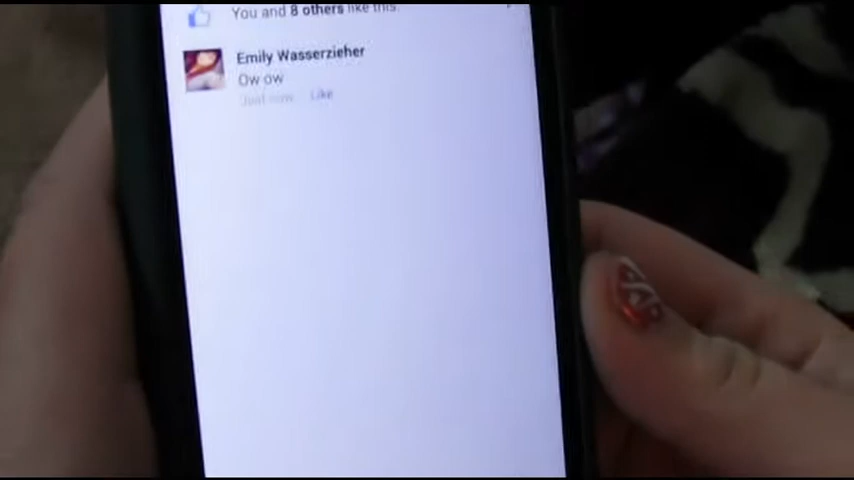 You and 8 others like this.
Emily Wasserzieher
Ow ow
Just now Like